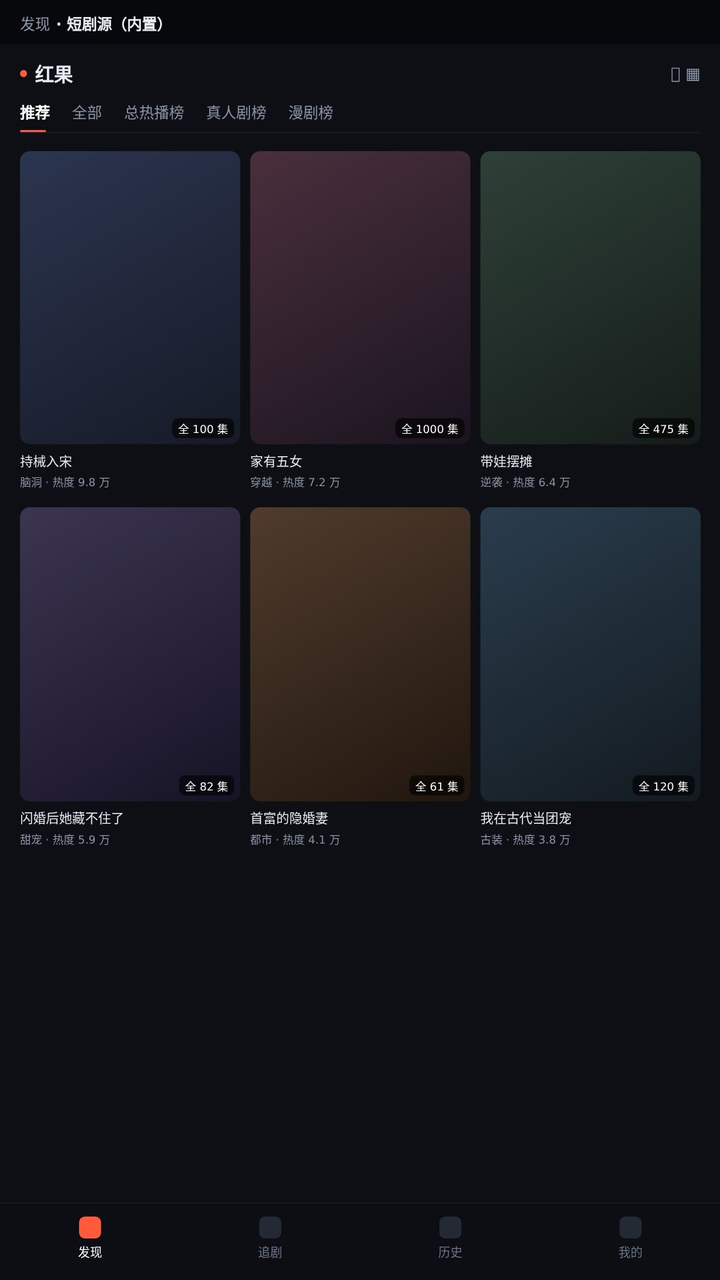 发现 · 短剧源（内置）
红果
推荐 全部 总热播榜 真人剧榜 漫剧榜
全 100 集 全 1000 集 全 475 集
持械入宋 家有五女 带娃摆摊
脑洞 · 热度 9.8 万 穿越 · 热度 7.2 万 逆袭 · 热度 6.4 万
全 82 集 全 61 集 全 120 集
闪婚后她藏不住了 首富的隐婚妻 我在古代当团宠
甜宠 · 热度 5.9 万 都市 · 热度 4.1 万 古装 · 热度 3.8 万
发现 追剧 历史 我的